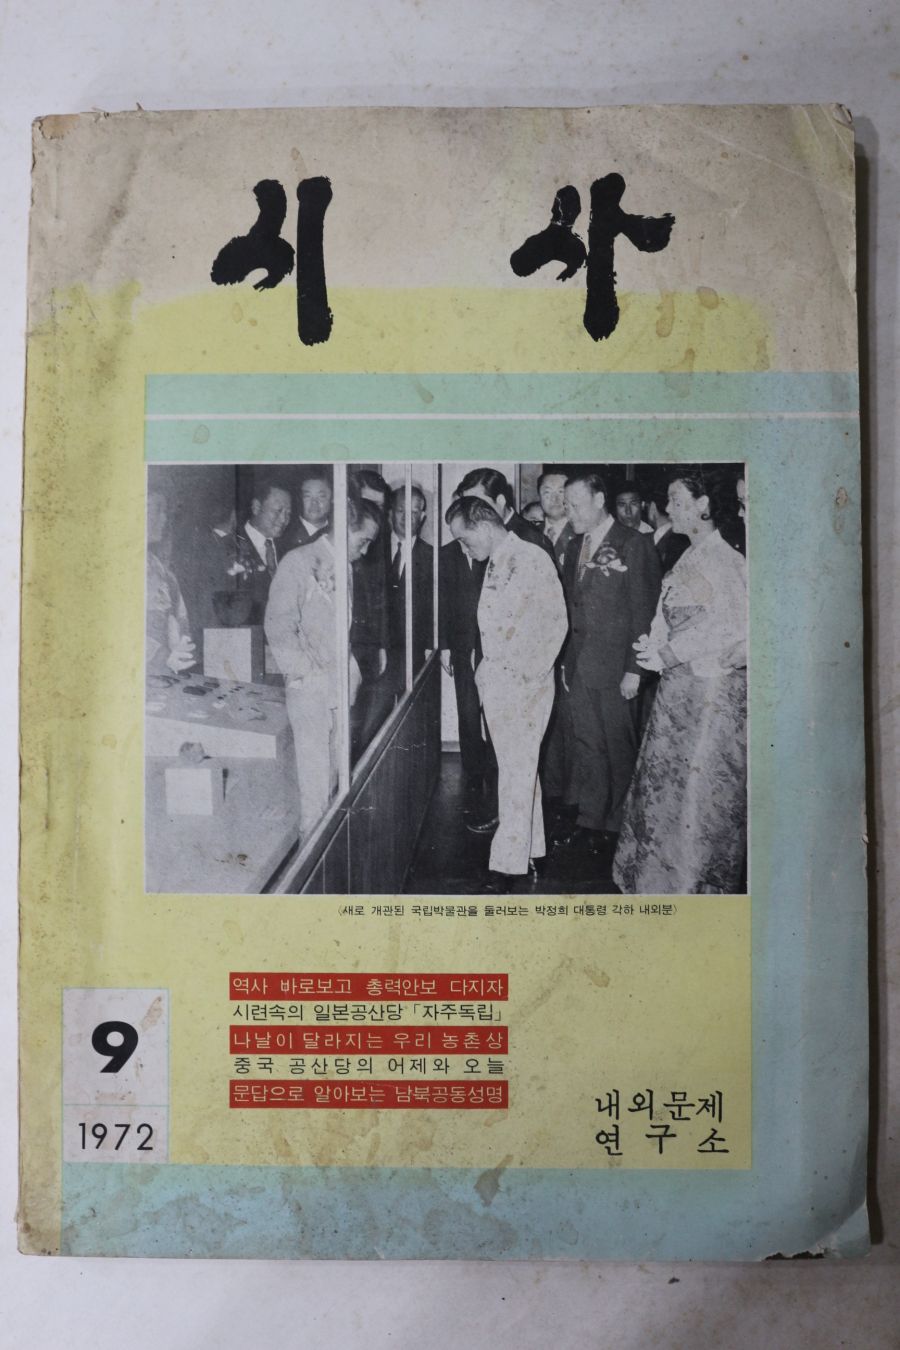 시사
〈새로 개관된 국립박물관을 둘러보는 박정희 대통령 각하 내외분〉
역사 바로보고 총력안보 다지자
시련속의 일본공산당 「자주독립」
나날이 달라지는 우리 농촌상
중국 공산당의 어제와 오늘
문답으로 알아보는 남북공동성명
9
1972
내외문제
연구소